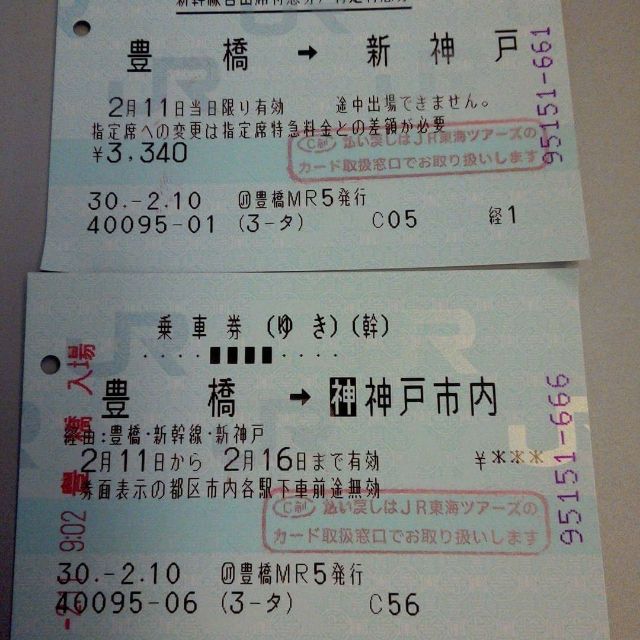 豊橋 → 新神戸
2月11日当日限り有効 途中出場できません。
指定席への変更は指定席特急料金との差額が必要
¥3,340
C制 払い戻しはJR東海ツアーズの
カード取扱窓口でお取り扱いします
30.-2.10 豊橋MR5発行
40095-01 (3-タ) C05 経1
95151-661
乗車券(ゆき)(幹)
豊橋 → 神 神戸市内
経由:豊橋・新幹線・新神戸
2月11日から 2月16日まで有効 ¥***
券面表示の都区市内各駅下車前途無効
C制 払い戻しはJR東海ツアーズの
カード取扱窓口でお取り扱いします
30.-2.10 豊橋MR5発行
40095-06 (3-タ) C56
95151-666
9:02 豊橋 入場